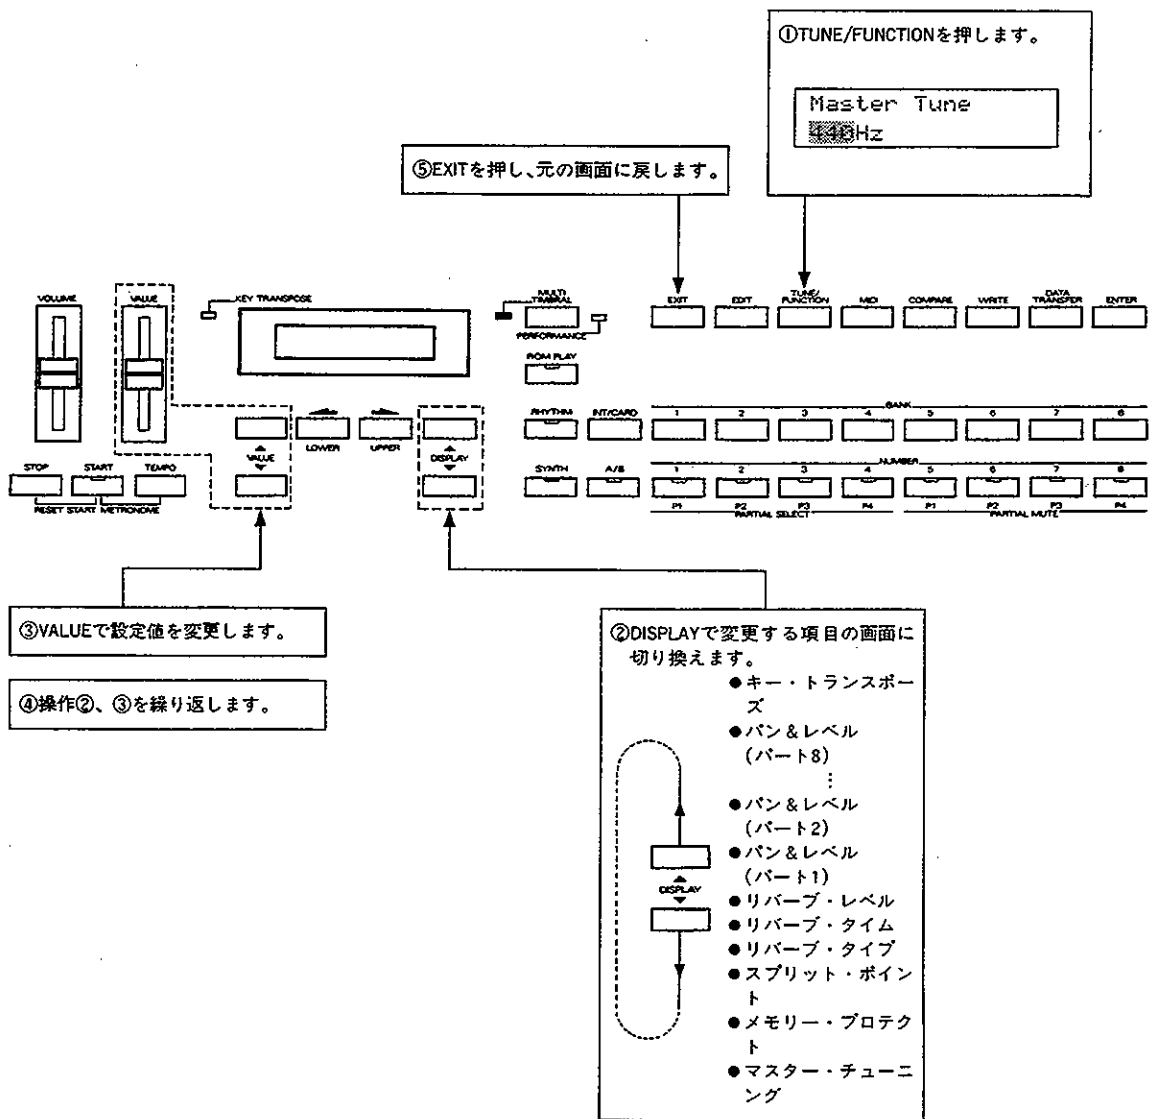 ①TUNE/FUNCTIONを押します。
Master Tune
440Hz
⑤EXITを押し、元の画面に戻します。
VOLUME
VALUE
KEY TRANSPOSE
MULTI
TIMBRAL
PERFORMANCE
EXIT
EDIT
TUNE/
FUNCTION
MIDI
COMPARE
WRITE
DATA
TRANSFER
ENTER
ROM PLAY
RHYTHM
INT/CARD
BANK
1 2 3 4 5 6 7 8
LOWER
UPPER
VALUE
DISPLAY
STOP
START
TEMPO
RESET START METRONOME
SYNTH
A/B
NUMBER
1 2 3 4 5 6 7 8
P1 P2 P3 P4 P1 P2 P3 P4
PARTIAL SELECT
PARTIAL MUTE
③VALUEで設定値を変更します。
④操作②、③を繰り返します。
②DISPLAYで変更する項目の画面に
切り換えます。
●キー・トランスポー
ズ
●パン&レベル
(パート8)
⋮
●パン&レベル
(パート2)
●パン&レベル
(パート1)
DISPLAY
●リバーブ・レベル
●リバーブ・タイム
●リバーブ・タイプ
●スプリット・ポイン
ト
●メモリー・プロテク
ト
●マスター・チューニ
ング